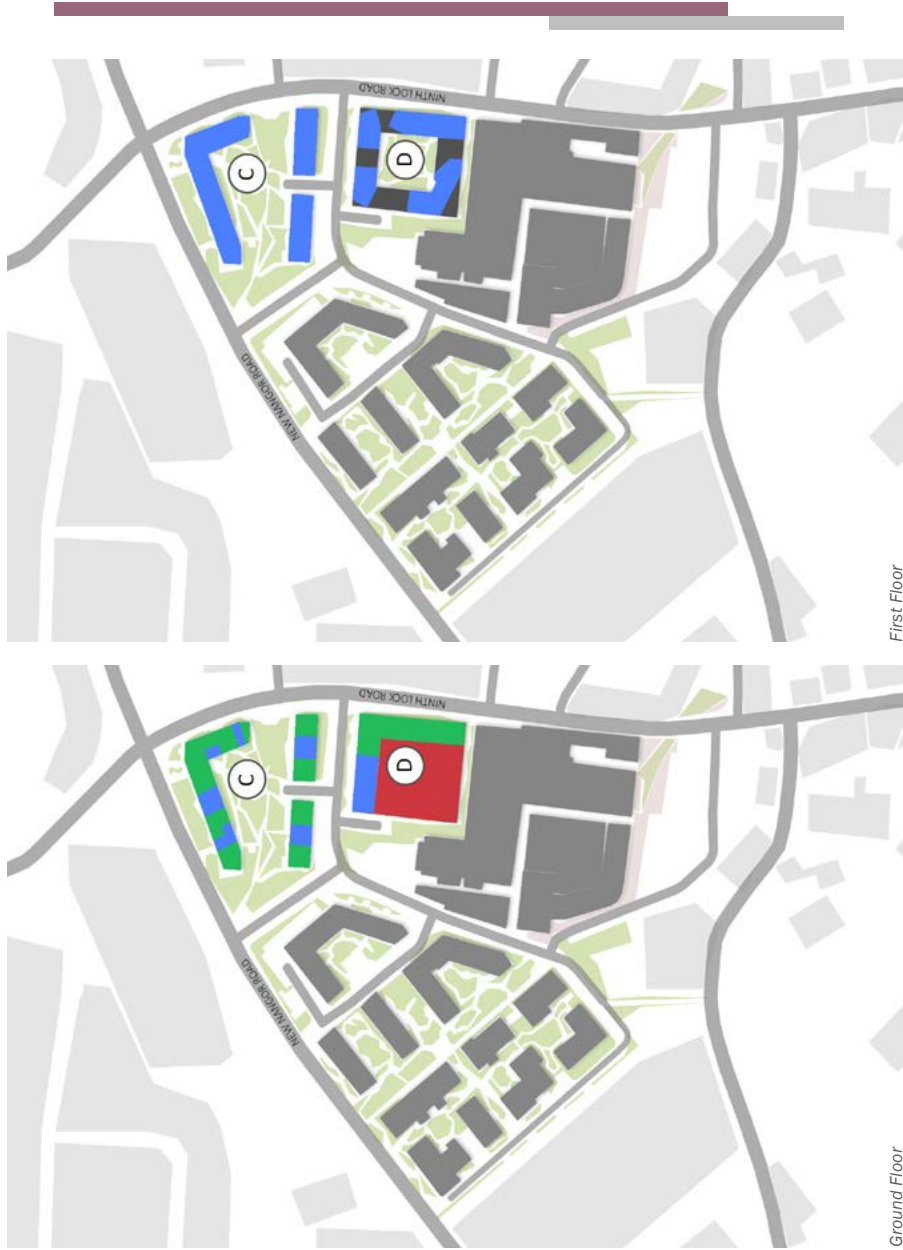 NINTH LOCK ROAD
C
D
NEW NANGOR ROAD
First Floor
NINTH LOCK ROAD
C
D
NEW NANGOR ROAD
Ground Floor